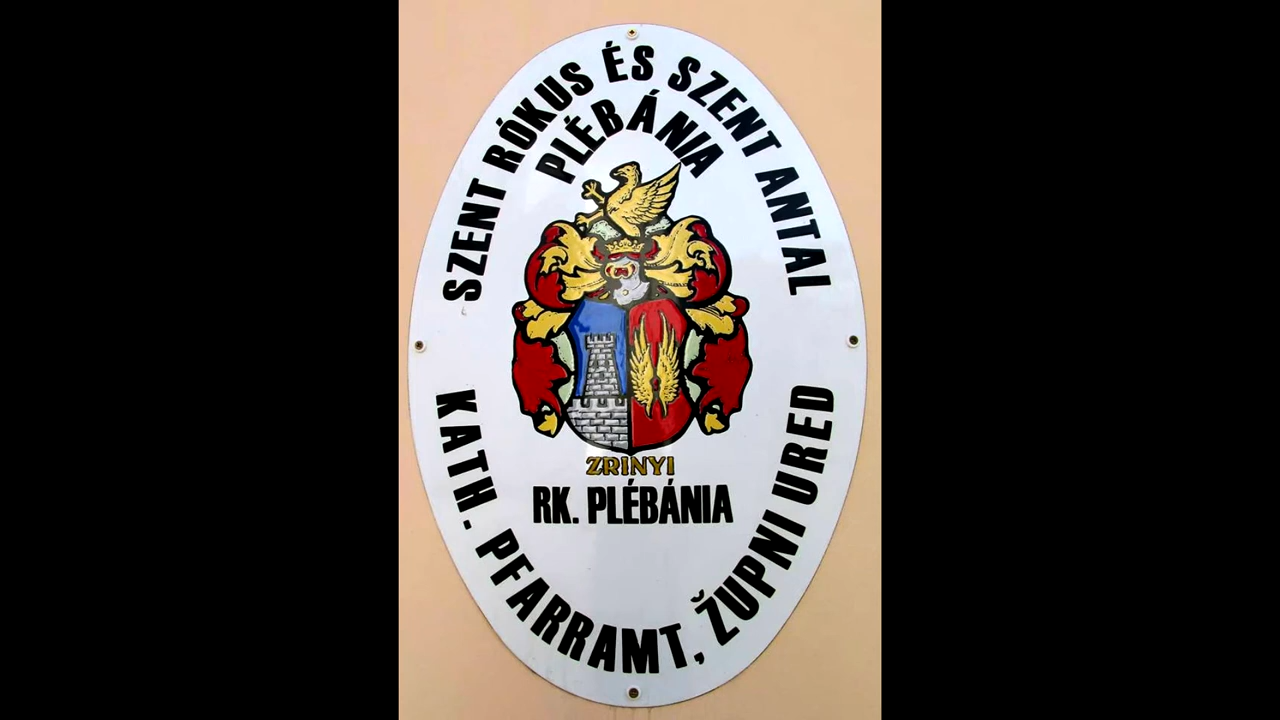 SZENT RÓKUS ÉS SZENT ANTAL
PLÉBÁNIA
ZRINYI
RK. PLÉBÁNIA
KATH. PFARRAMT, ŽUPNI URED